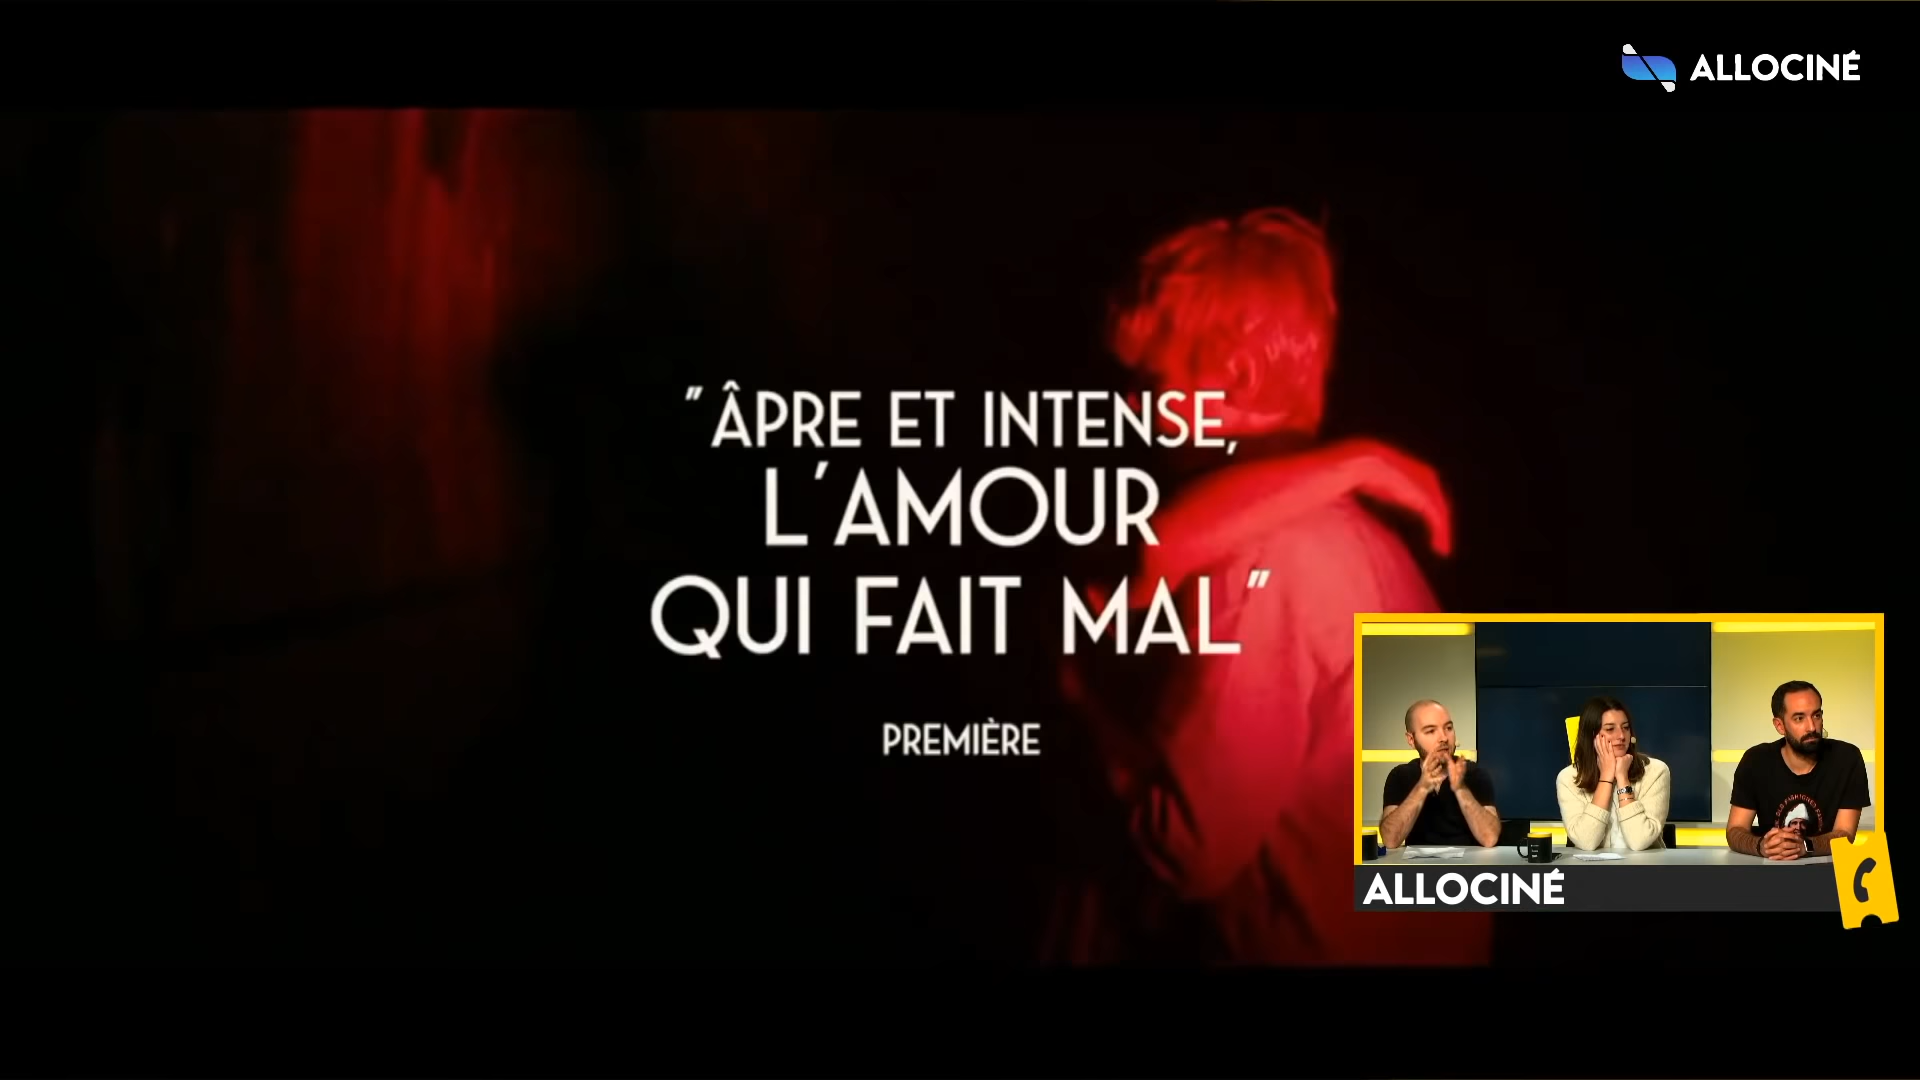 ALLOCINÉ
"ÂPRE ET INTENSE,
L'AMOUR
QUI FAIT MAL"
PREMIÈRE
ALLOCINÉ